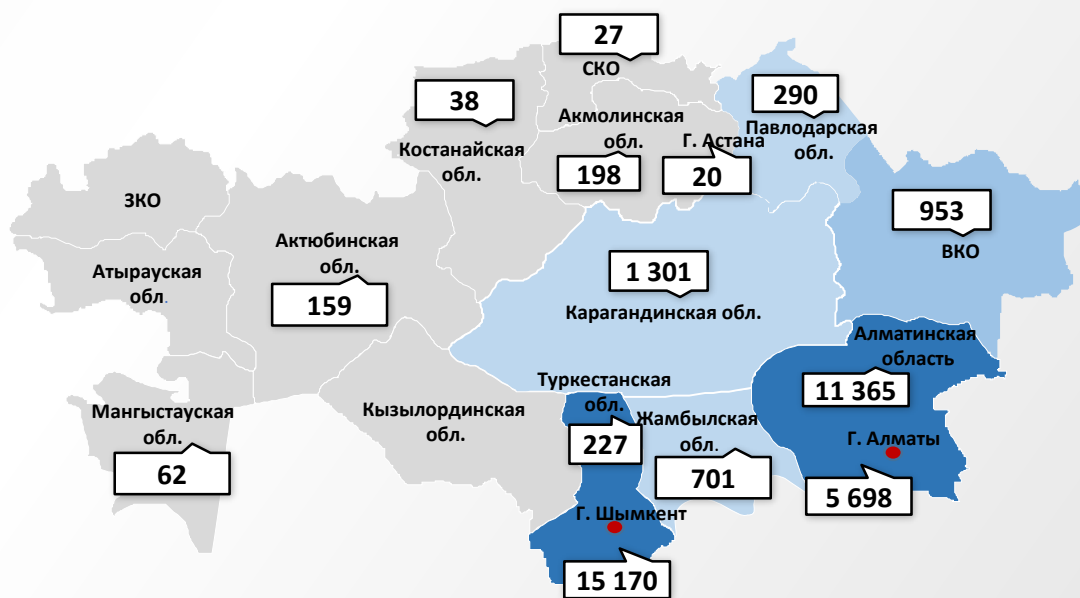 27
СКО
38
Костанайская
обл.
Акмолинская
обл.
198
Г. Астана
20
290
Павлодарская
обл.
ЗКО
Атырауская
обл.
Актюбинская
обл.
159
953
ВКО
1 301
Карагандинская обл.
Алматинская
область
11 365
Г. Алматы
5 698
Мангыстауская
обл.
62
Кызылординская
обл.
Туркестанская
обл.
227
Жамбылская
обл.
701
Г. Шымкент
15 170